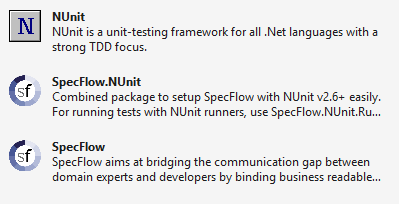 N
NUnit
NUnit is a unit-testing framework for all .Net languages with a
strong TDD focus.
sf
SpecFlow.NUnit
Combined package to setup SpecFlow with NUnit v2.6+ easily.
For running tests with NUnit runners, use SpecFlow.NUnit.Ru...
sf
SpecFlow
SpecFlow aims at bridging the communication gap between
domain experts and developers by binding business readable...